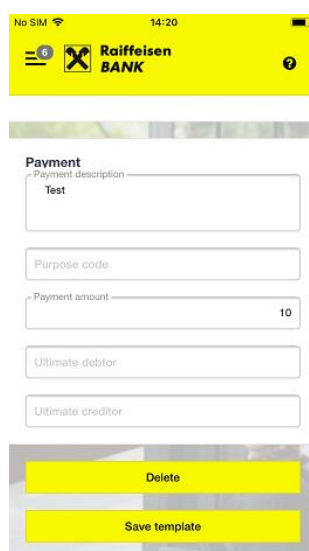 No SIM 14:20
6 Raiffeisen
BANK ?
Payment
Payment description
Test
Purpose code
Payment amount
10
Ultimate debtor
Ultimate creditor
Delete
Save template